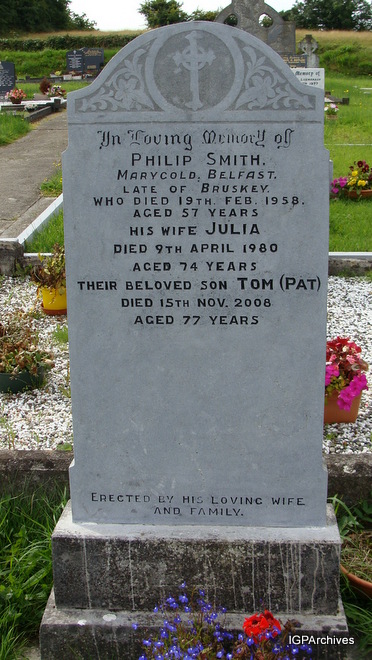 In Loving Memory of
PHILIP SMITH.
MARYGOLD, BELFAST.
LATE OF BRUSKEY.
WHO DIED 19TH. FEB. 1958.
AGED 57 YEARS
HIS WIFE JULIA
DIED 9TH APRIL 1980
AGED 74 YEARS
THEIR BELOVED SON TOM (PAT)
DIED 15TH NOV. 2008
AGED 77 YEARS
ERECTED BY HIS LOVING WIFE
AND FAMILY.
IGPArchives